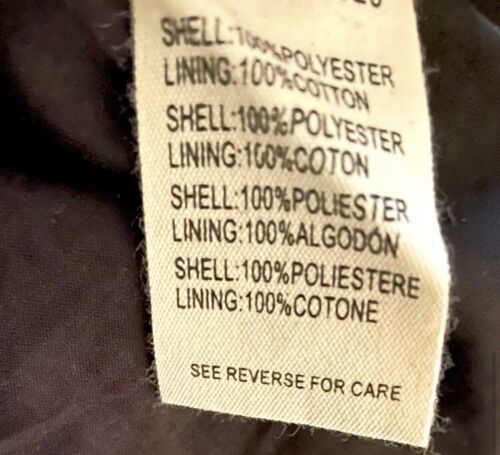 SHELL:100%POLYESTER
LINING:100%COTTON
SHELL:100%POLYESTER
LINING:100%COTON
SHELL:100%POLIESTER
LINING:100%ALGODÓN
SHELL:100%POLIESTERE
LINING:100%COTONE
SEE REVERSE FOR CARE